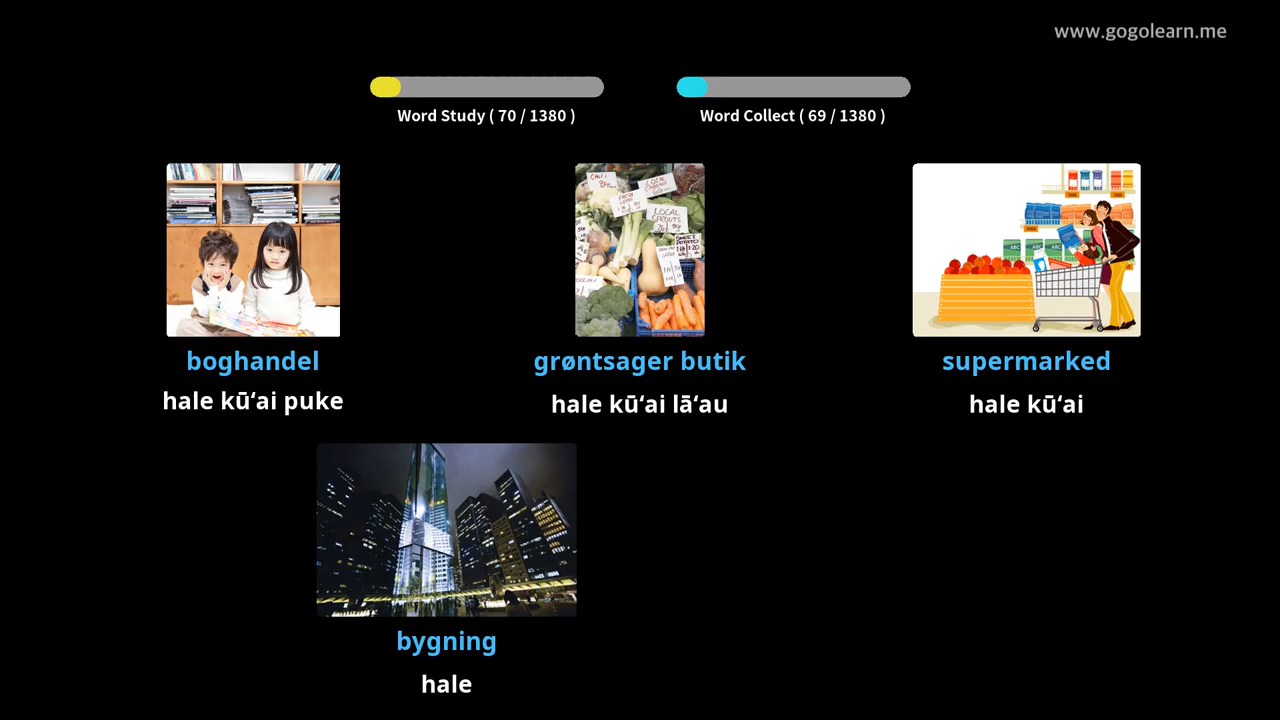 www.gogolearn.me
Word Study ( 70 / 1380 )
Word Collect ( 69 / 1380 )
boghandel
grøntsager butik
supermarked
hale kūʻai puke
hale kūʻai lāʻau
hale kūʻai
bygning
hale